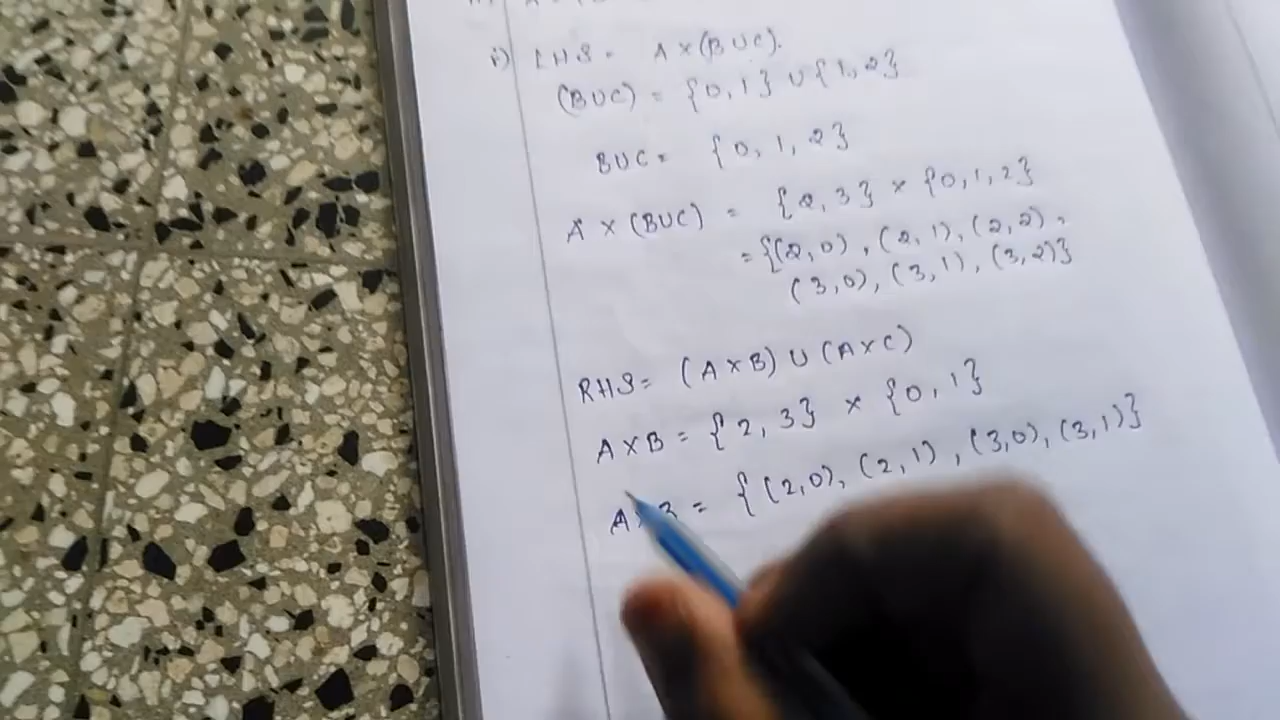 i) LHS = A × (B∪C).
(B∪C) = {0,1} ∪ {1,2}
B∪C = {0, 1, 2}
A × (B∪C) = {2, 3} × {0, 1, 2}
= {(2,0), (2,1), (2,2),
(3,0), (3,1), (3,2)}
RHS = (A×B) ∪ (A×C)
A×B = {2, 3} × {0, 1}
A×B = {(2,0), (2,1), (3,0), (3,1)}